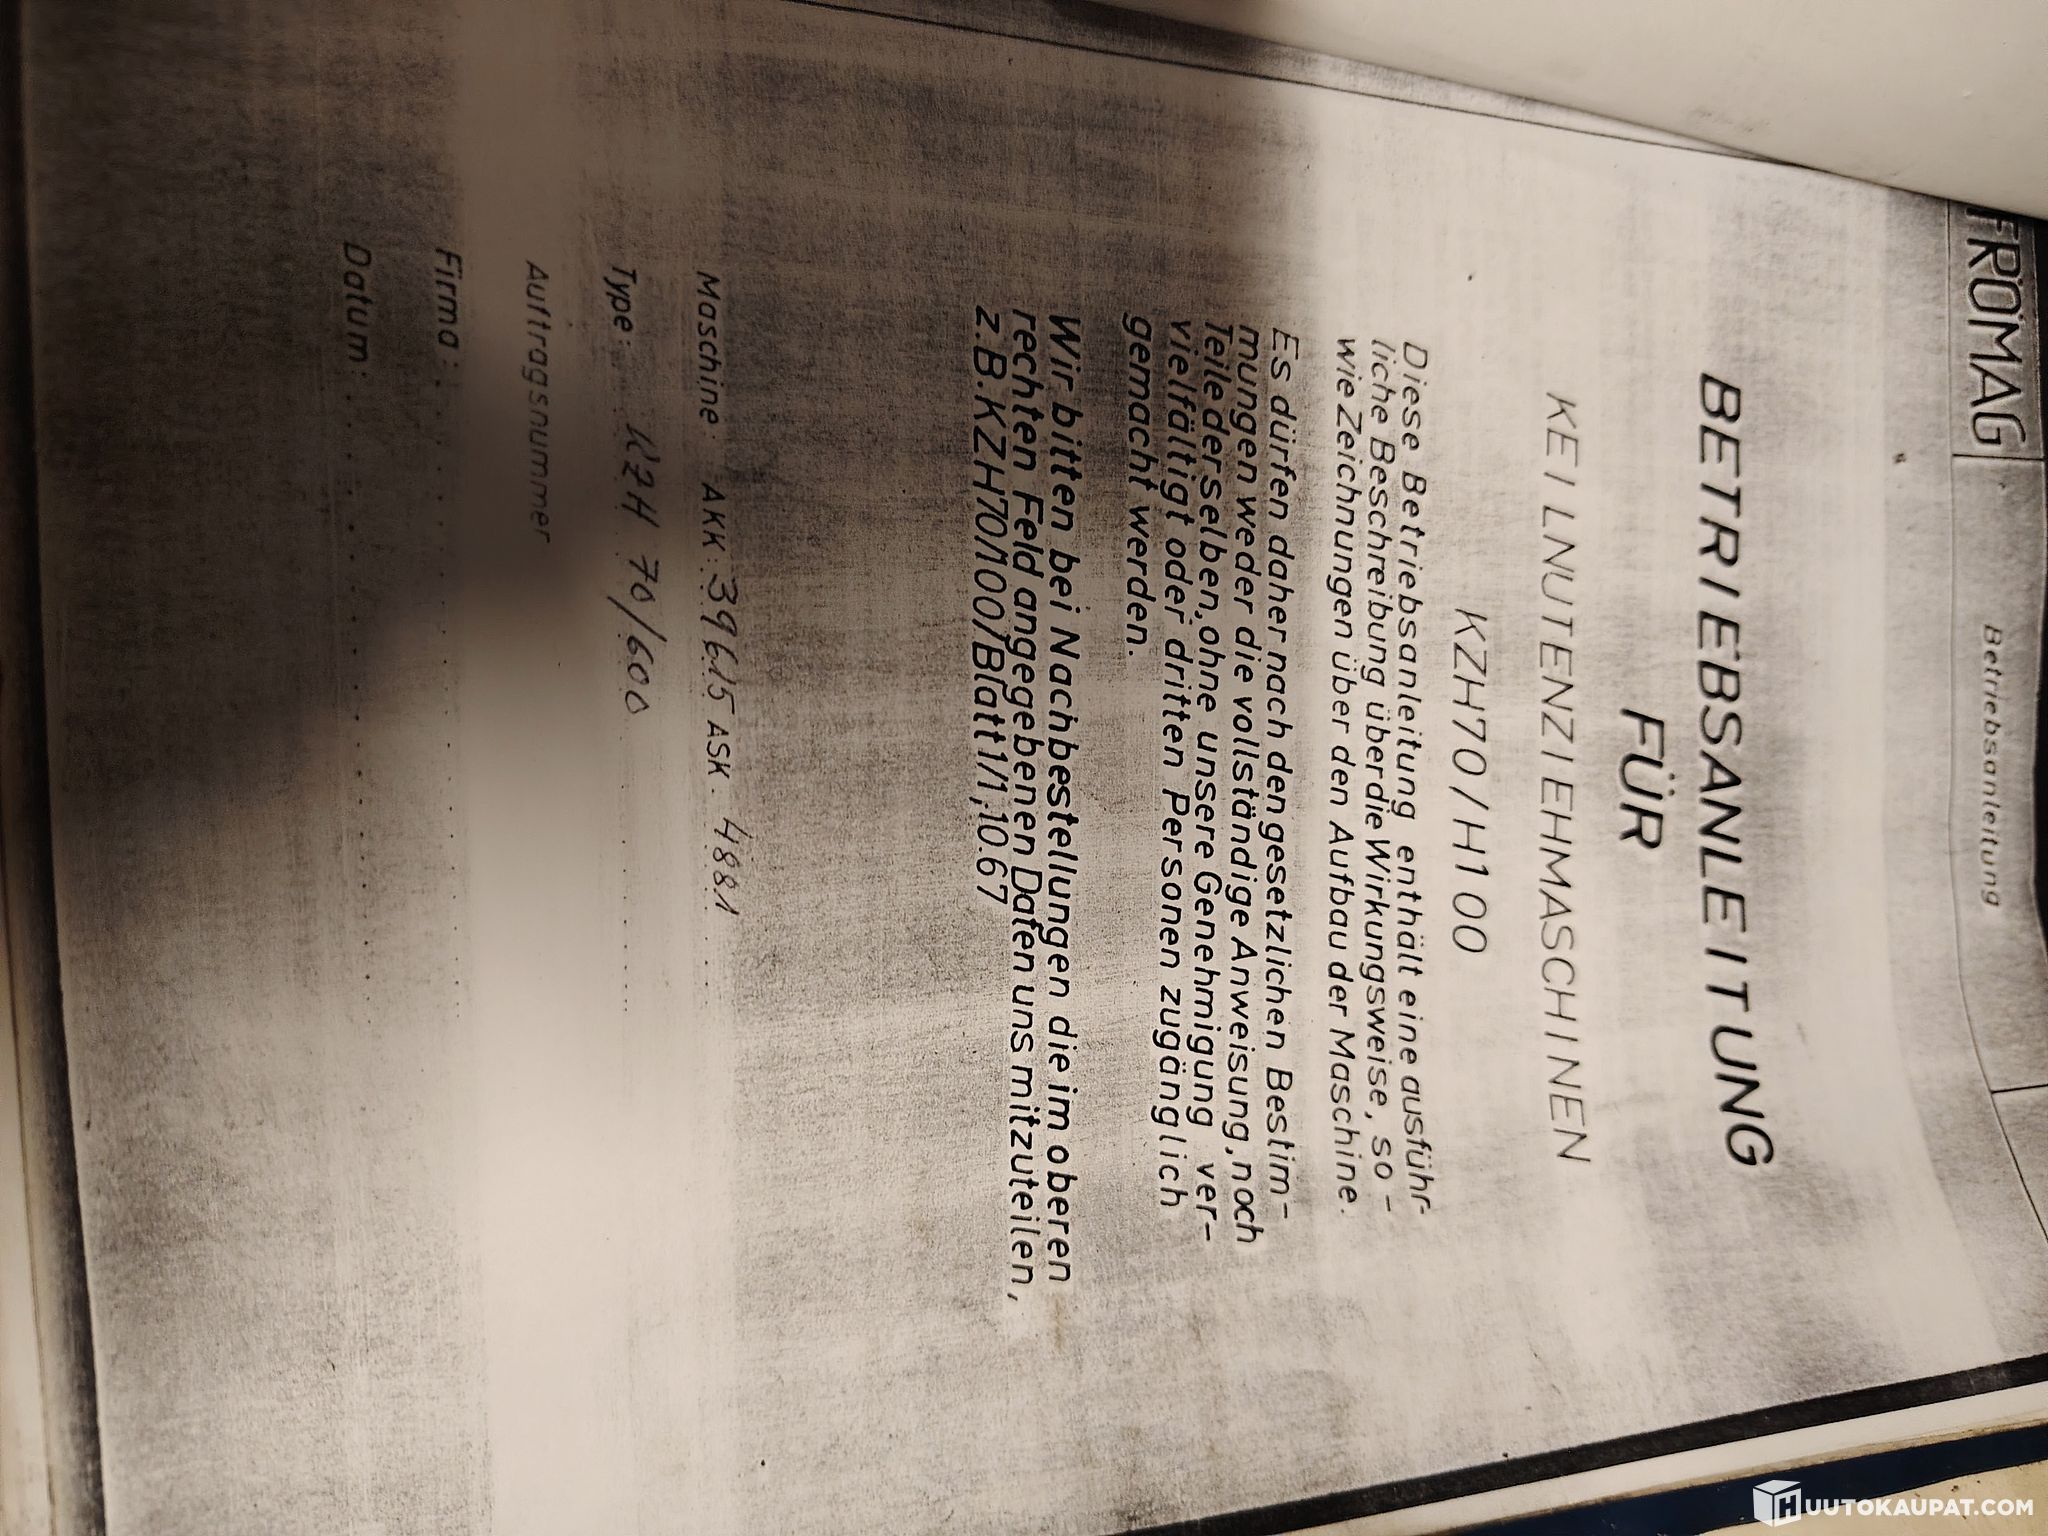 FRÖMAG
Betriebsanleitung
BETRIEBSANLEITUNG
FÜR
KEILNUTENZIEHMASCHINEN
KZH70/H100
Diese Betriebsanleitung enthält eine ausführ-
liche Beschreibung über die Wirkungsweise, so-
wie Zeichnungen über den Aufbau der Maschine.
Es dürfen daher nach den gesetzlichen Bestim-
mungen weder die vollständige Anweisung, noch
Teile derselben, ohne unsere Genehmigung ver-
vielfältigt oder dritten Personen zugänglich
gemacht werden.
Wir bitten bei Nachbestellungen die im oberen
rechten Feld angegebenen Daten uns mitzuteilen,
z.B. KZH70/100/Blatt1/1,10.67
Maschine: AKK: 39615 ASK. 4881
Type: KZH 70/600
Auftragsnummer
Firma:
Datum:
HUUTOKAUPAT.COM